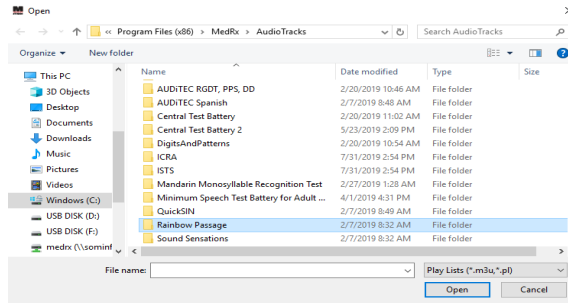 Open
« Program Files (x86) > MedRx > AudioTracks
Search AudioTracks
Organize
New folder
Name Date modified Type Size
AUDiTEC RGDT, PPS, DD 2/20/2019 10:46 AM File folder
AUDiTEC Spanish 2/7/2019 8:48 AM File folder
Central Test Battery 2/20/2019 11:02 AM File folder
Central Test Battery 2 5/23/2019 2:09 PM File folder
DigitsAndPatterns 2/20/2019 10:54 AM File folder
ICRA 7/31/2019 2:54 PM File folder
ISTS 7/31/2019 2:54 PM File folder
Mandarin Monosyllable Recognition Test 2/27/2019 1:28 AM File folder
Minimum Speech Test Battery for Adult ... 4/1/2019 4:31 PM File folder
QuickSIN 2/7/2019 8:49 AM File folder
Rainbow Passage 2/7/2019 8:32 AM File folder
Sound Sensations 2/7/2019 8:32 AM File folder
This PC
3D Objects
Desktop
Documents
Downloads
Music
Pictures
Videos
Windows (C:)
USB DISK (D:)
USB DISK (F:)
medrx (\\sominf
File name:
Play Lists (*.m3u,*.pl)
Open
Cancel